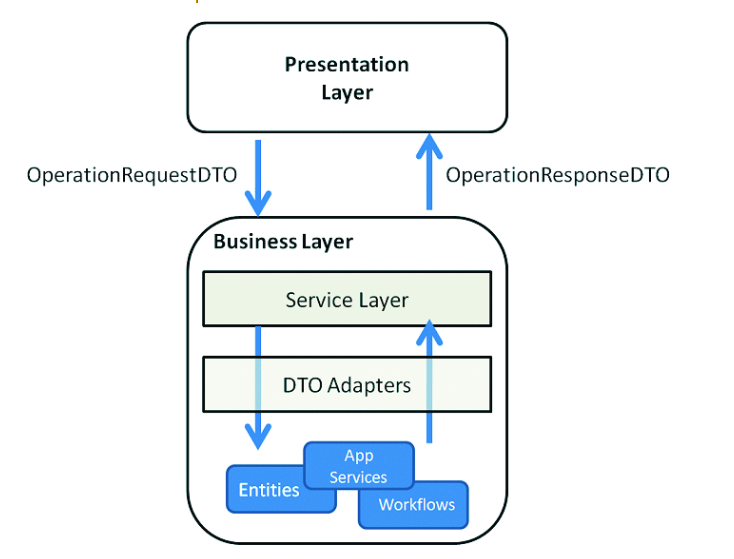 Presentation
Layer
OperationRequestDTO
OperationResponseDTO
Business Layer
Service Layer
DTO Adapters
App
Services
Entities
Workflows